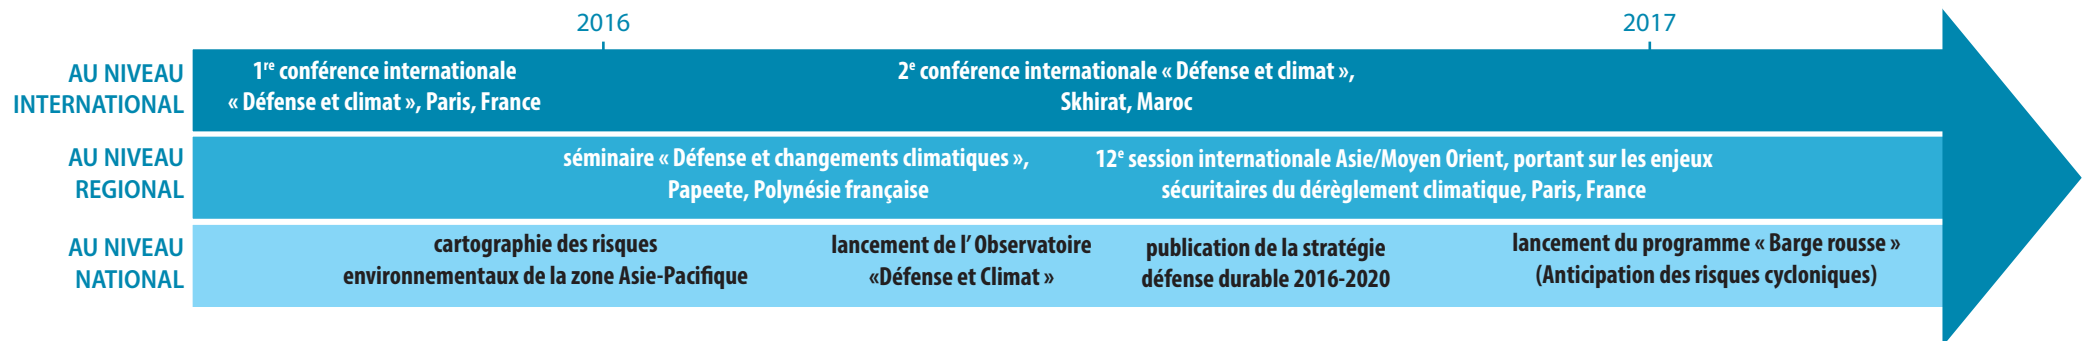 2016
2017
AU NIVEAU
INTERNATIONAL
1re conférence internationale
« Défense et climat », Paris, France
2e conférence internationale « Défense et climat »,
Skhirat, Maroc
AU NIVEAU
REGIONAL
séminaire « Défense et changements climatiques »,
Papeete, Polynésie française
12e session internationale Asie/Moyen Orient, portant sur les enjeux
sécuritaires du dérèglement climatique, Paris, France
AU NIVEAU
NATIONAL
cartographie des risques
environnementaux de la zone Asie-Pacifique
lancement de l’ Observatoire
«Défense et Climat »
publication de la stratégie
défense durable 2016-2020
lancement du programme « Barge rousse »
(Anticipation des risques cycloniques)